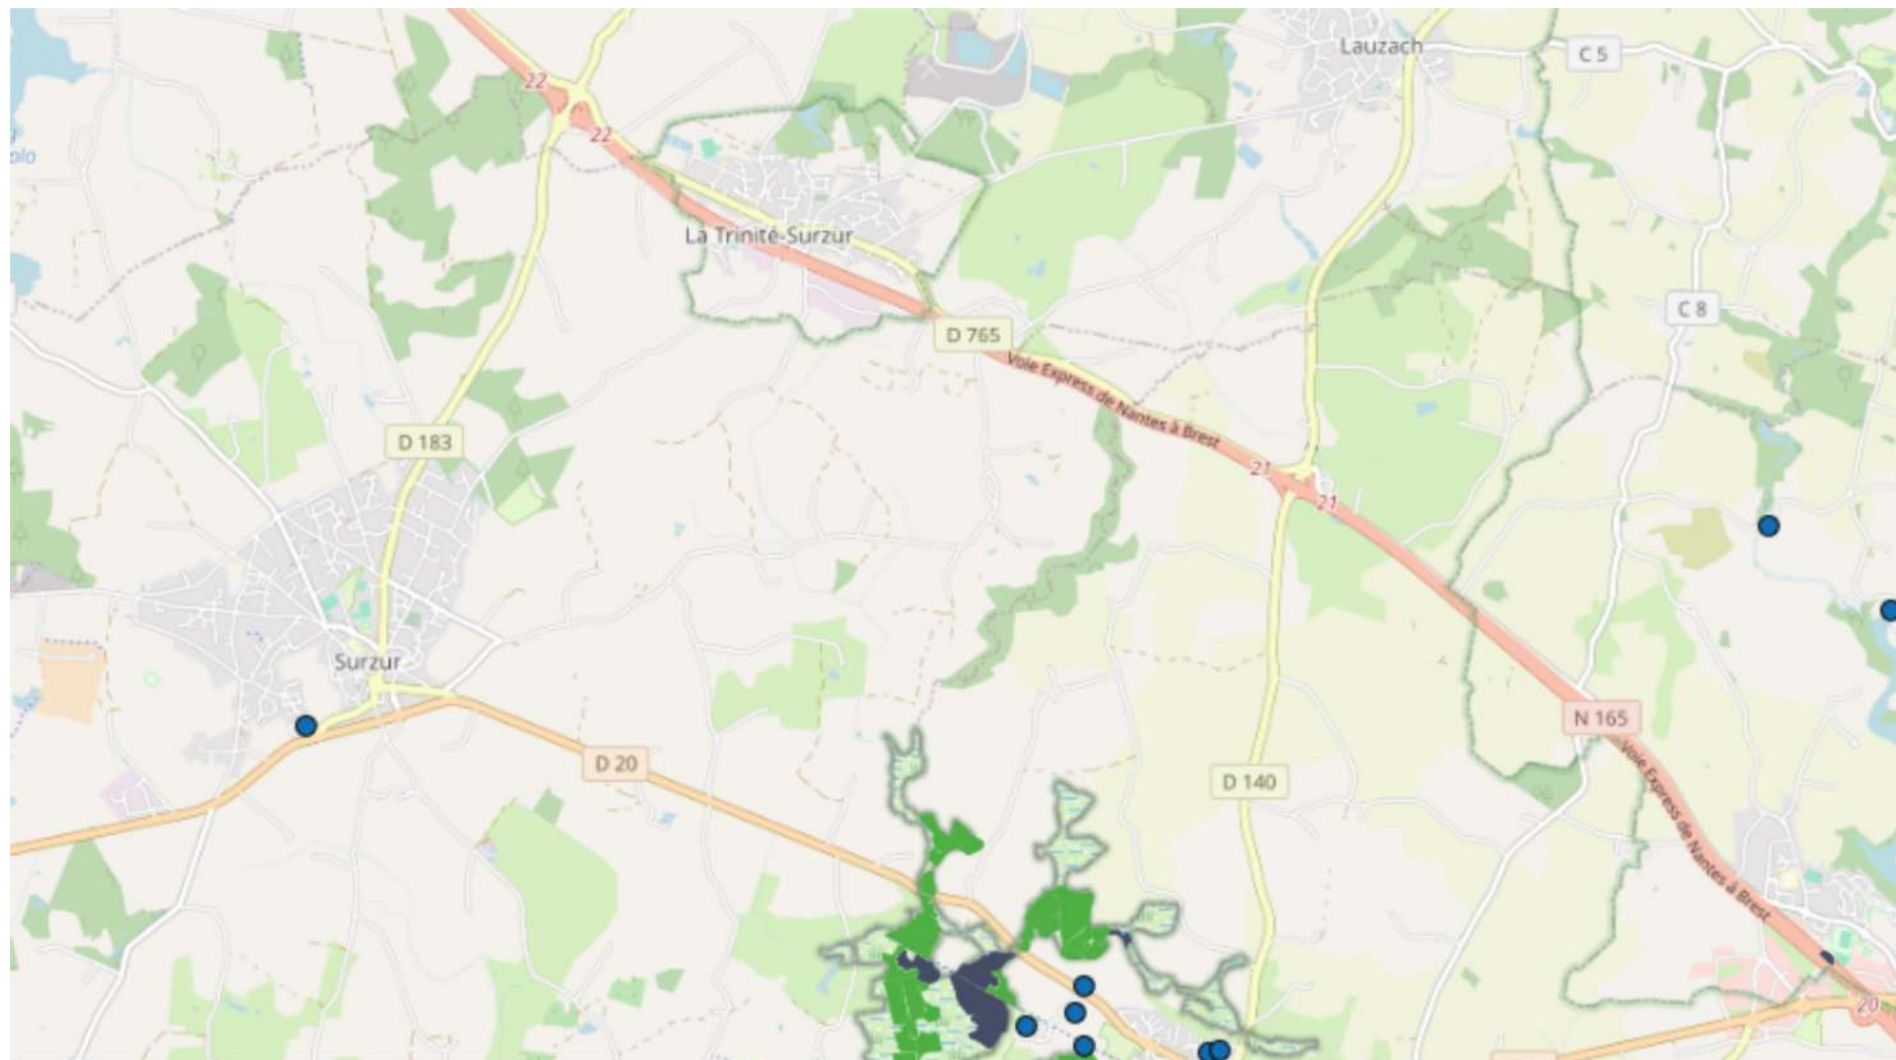 Lauzach
C 5
22
22
olo
La Trinité-Surzur
C 8
D 765
Voie Express de Nantes à Brest
D 183
21
21
Surzur
N 165
D 20
D 140
Voie Express de Nantes à Brest
20